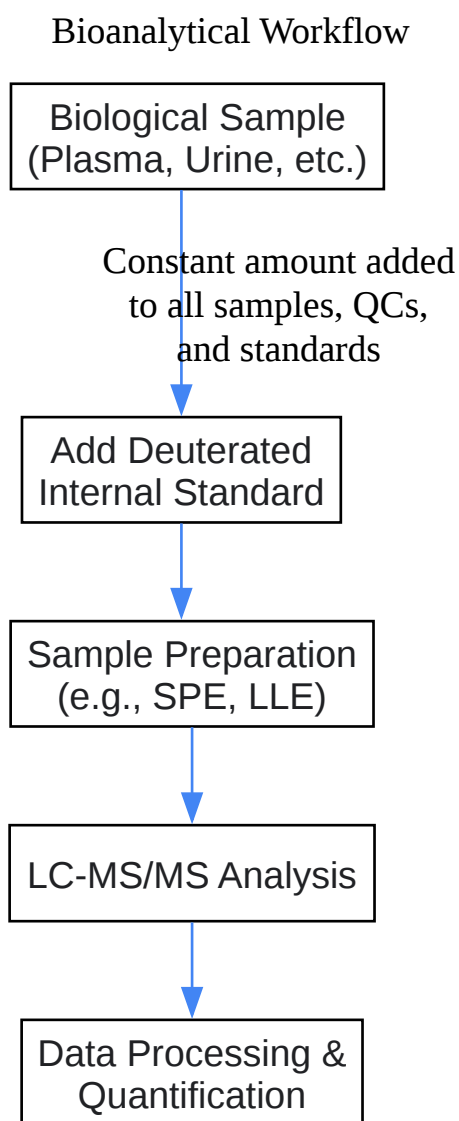 Bioanalytical Workflow
Biological Sample
(Plasma, Urine, etc.)
Constant amount added
to all samples, QCs,
and standards
Add Deuterated
Internal Standard
Sample Preparation
(e.g., SPE, LLE)
LC-MS/MS Analysis
Data Processing &
Quantification